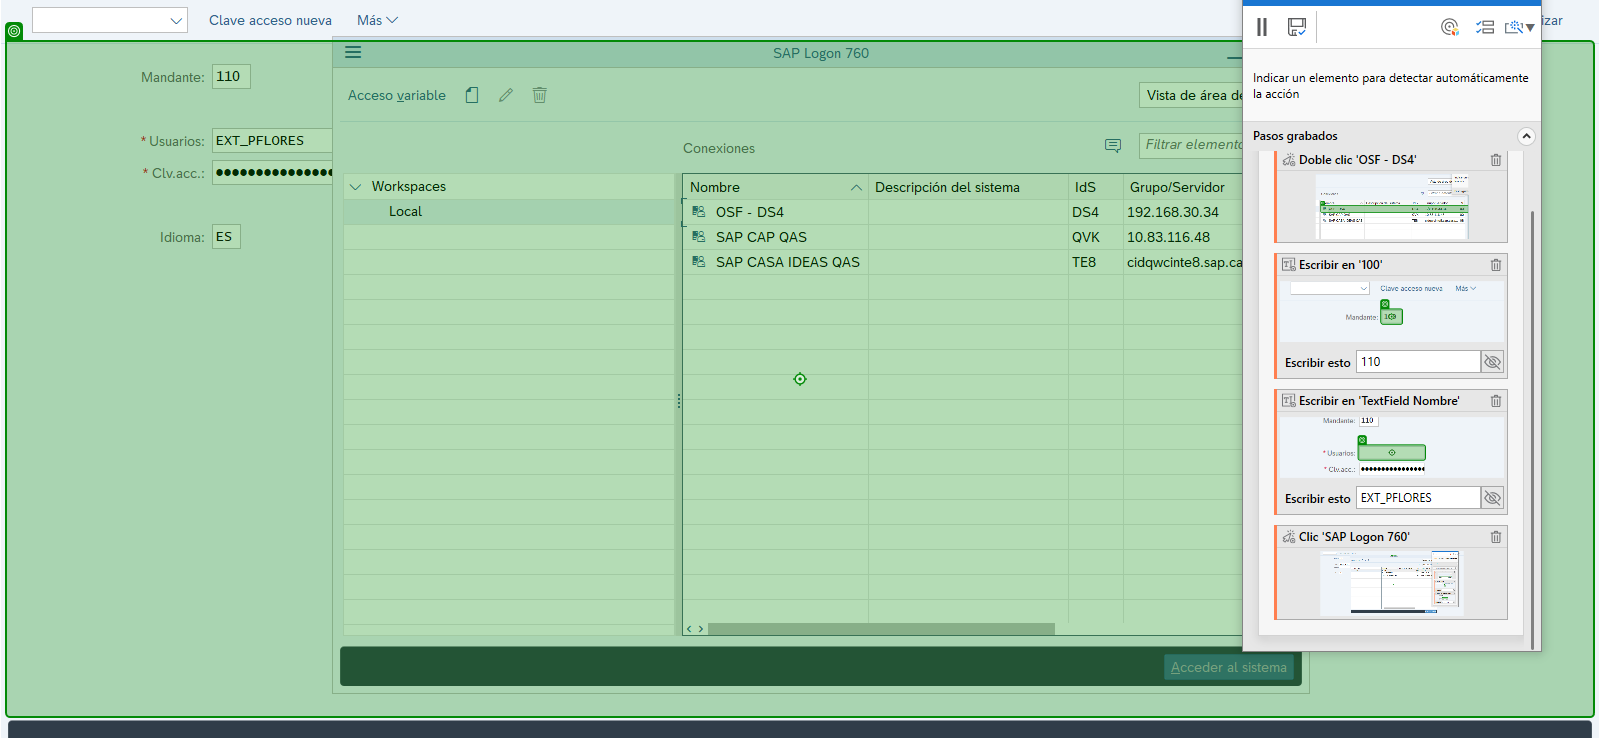 Clave acceso nueva
Más
izar
SAP Logon 760
Mandante: 110
Acceso variable
Vista de área de
* Usuarios: EXT_PFLORES
* Clv.acc.: ●●●●●●●●●●●●●●●
Idioma: ES
Conexiones
Filtrar elemento
Workspaces
Local
Nombre
Descripción del sistema
IdS
Grupo/Servidor
OSF - DS4
DS4
192.168.30.34
SAP CAP QAS
QVK
10.83.116.48
SAP CASA IDEAS QAS
TE8
cidqwcinte8.sap.ca
Acceder al sistema
Indicar un elemento para detectar automáticamente
la acción
Pasos grabados
Doble clic 'OSF - DS4'
Escribir en '100'
Clave acceso nueva
Más
Mandante:
Escribir esto
110
Escribir en 'TextField Nombre'
Mandante: 110
* Usuarios:
* Clv.acc.: ●●●●●●●●●●●●●●●
Escribir esto
EXT_PFLORES
Clic 'SAP Logon 760'